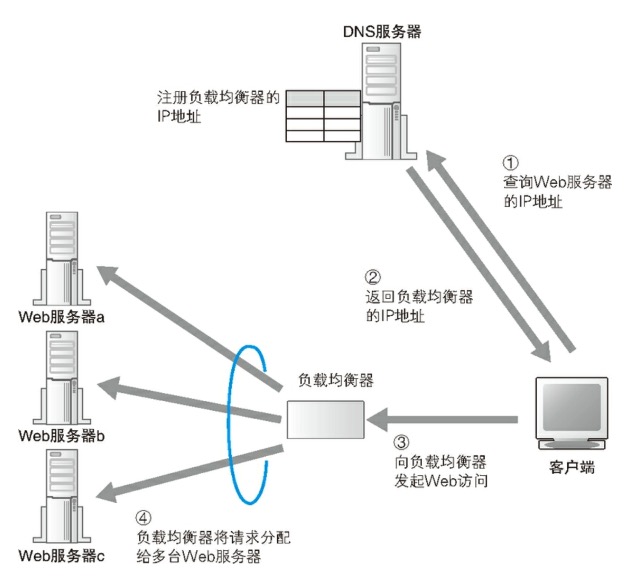 DNS服务器
注册负载均衡器的
IP地址
①
查询Web服务器
的IP地址
②
返回负载均衡器
的IP地址
Web服务器a
负载均衡器
Web服务器b
③
向负载均衡器
发起Web访问
客户端
④
负载均衡器将请求分配
给多台Web服务器
Web服务器c